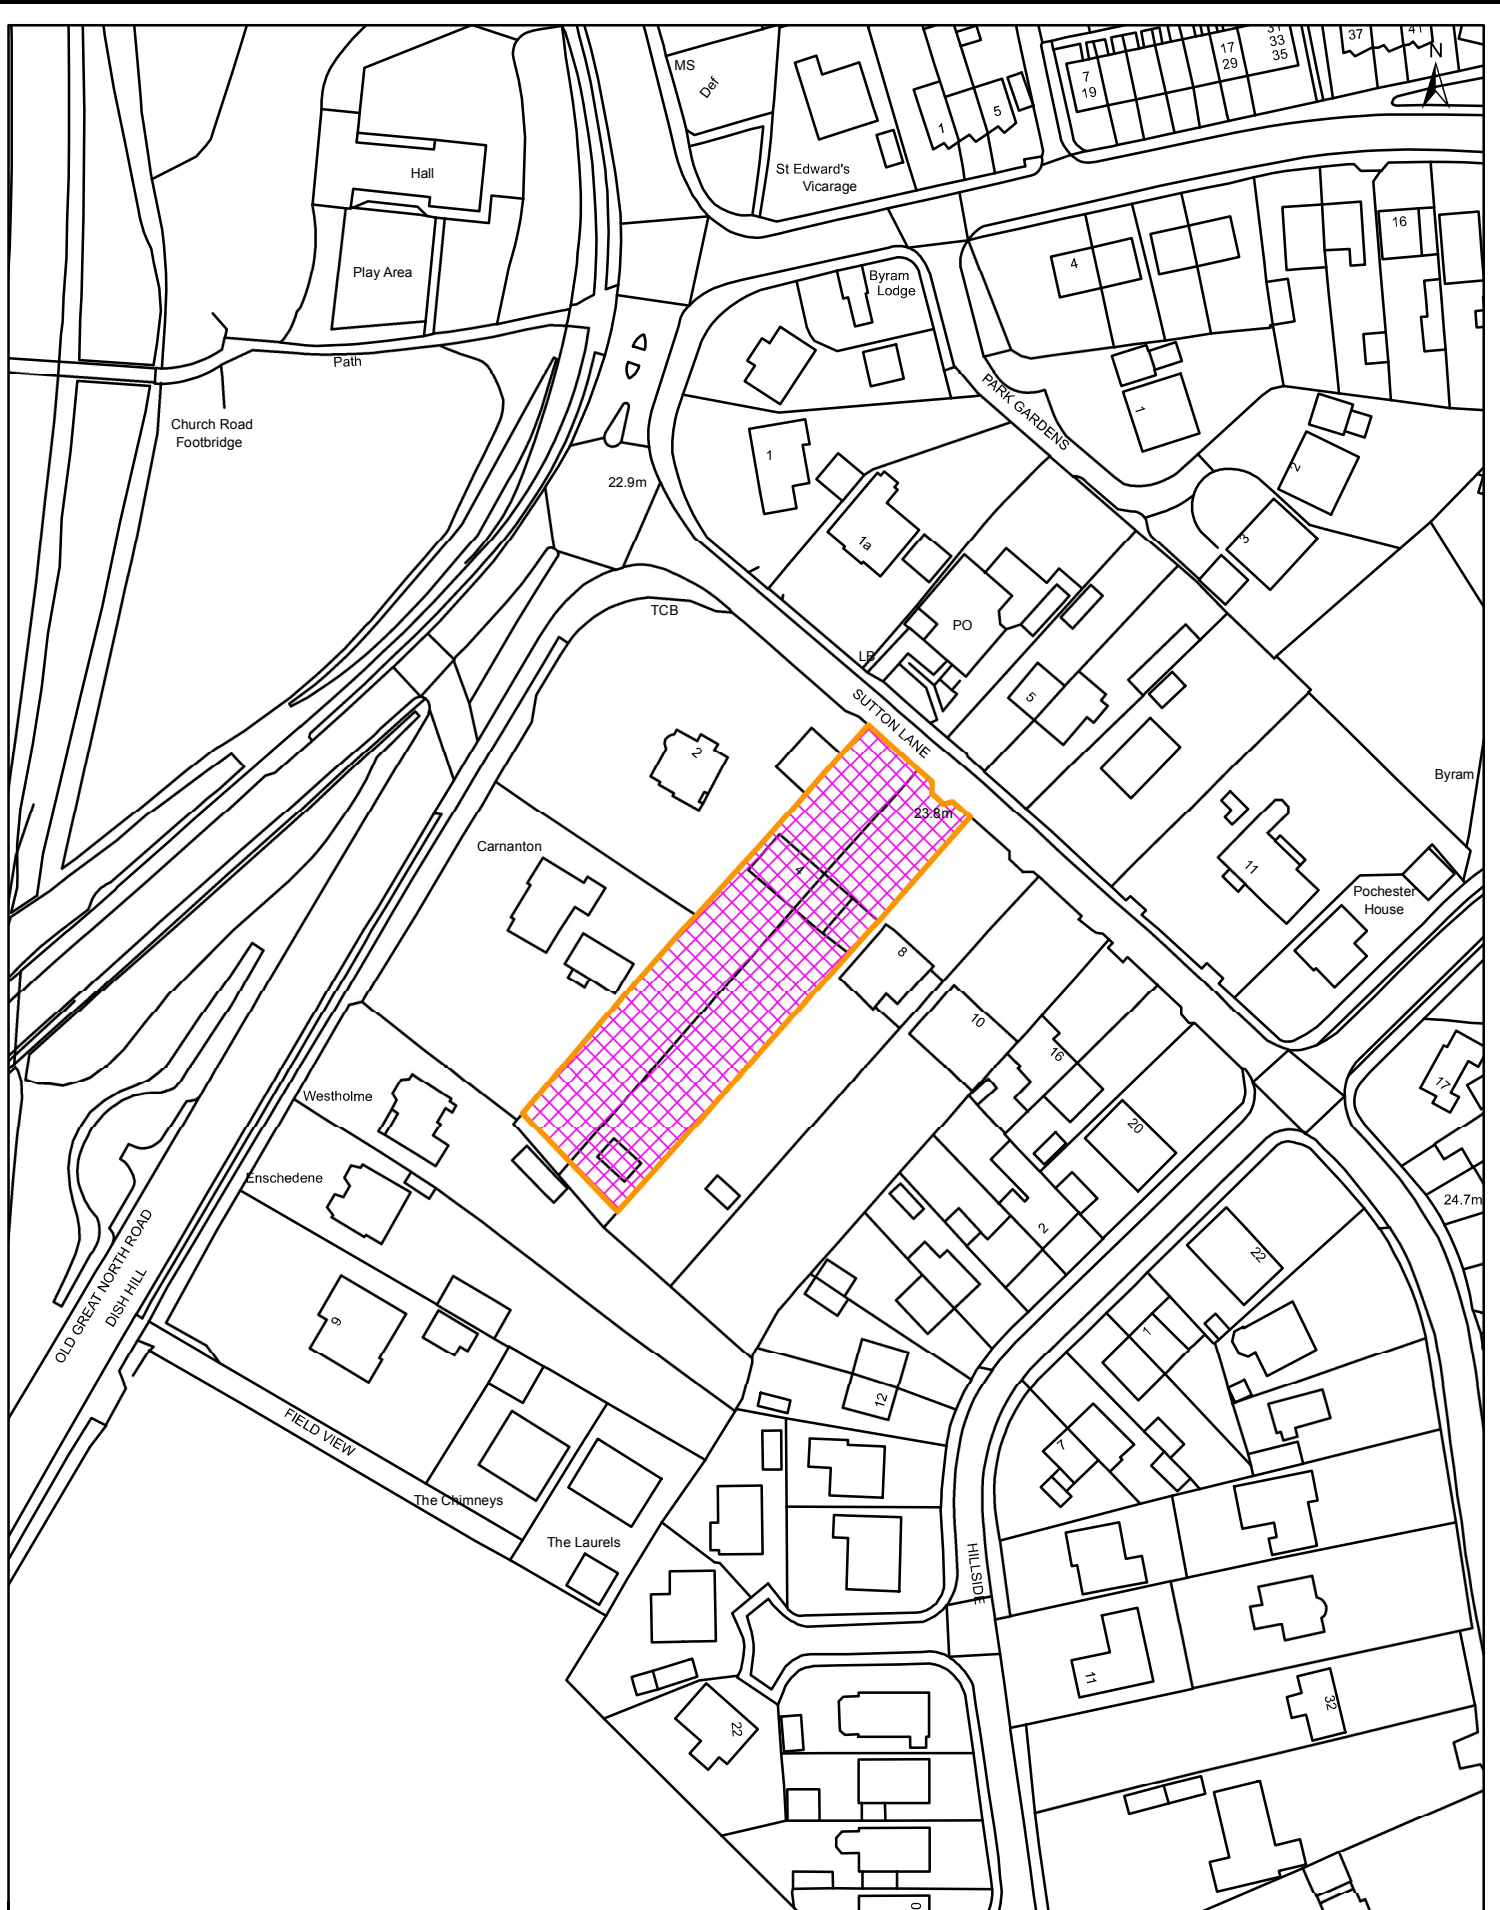 MS
Def
St Edward's
Vicarage
1
5
7
19
17
29
31
33
35
37
41
N
Hall
Play Area
Path
Church Road
Footbridge
Byram
Lodge
4
16
PARK GARDENS
1
2
3
1
1a
22.9m
TCB
PO
LB
5
SUTTON LANE
2
23.8m
4
Byram
11
Pochester
House
Carnanton
8
10
16
20
17
24.7m
Westholme
Enschedene
OLD GREAT NORTH ROAD
DISH HILL
9
2
22
1
12
7
FIELD VIEW
The Chimneys
The Laurels
HILLSIDE
11
32
22
0